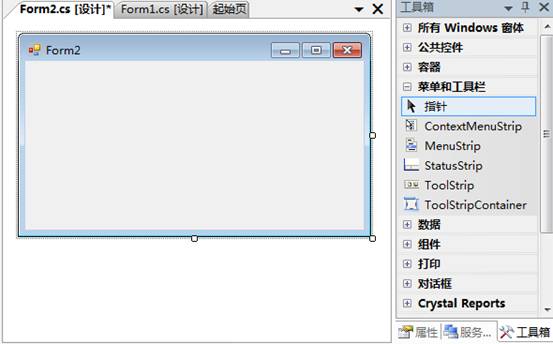 Form2.cs [设计]* Form1.cs [设计] 起始页
Form2
工具箱
所有 Windows 窗体
公共控件
容器
菜单和工具栏
指针
ContextMenuStrip
MenuStrip
StatusStrip
ToolStrip
ToolStripContainer
数据
组件
打印
对话框
Crystal Reports
属性 服务... 工具箱